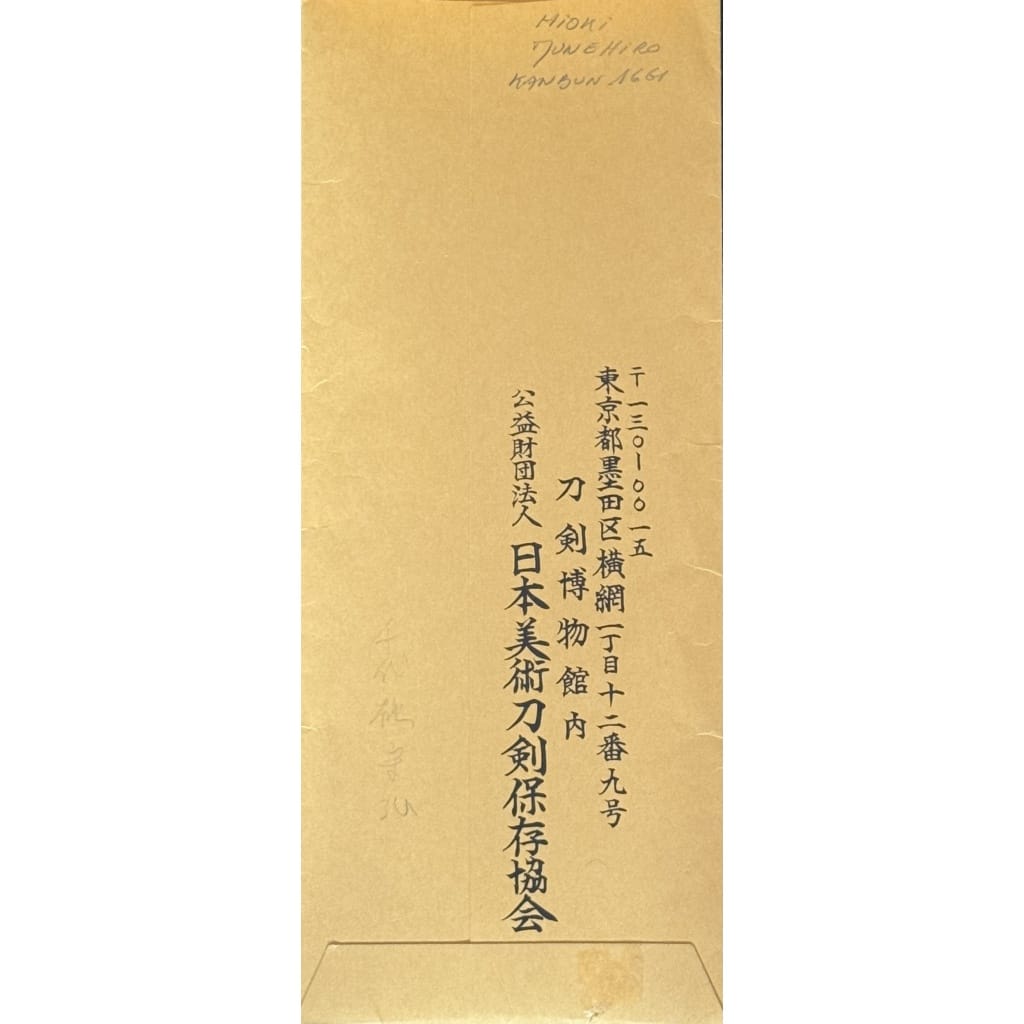 HiOKi
MUNEHIRO
KANBUN 1661
〒一三〇-〇〇一五
東京都墨田区横網一丁目十二番九号
刀剣博物館内
公益財団法人 日本美術刀剣保存協会